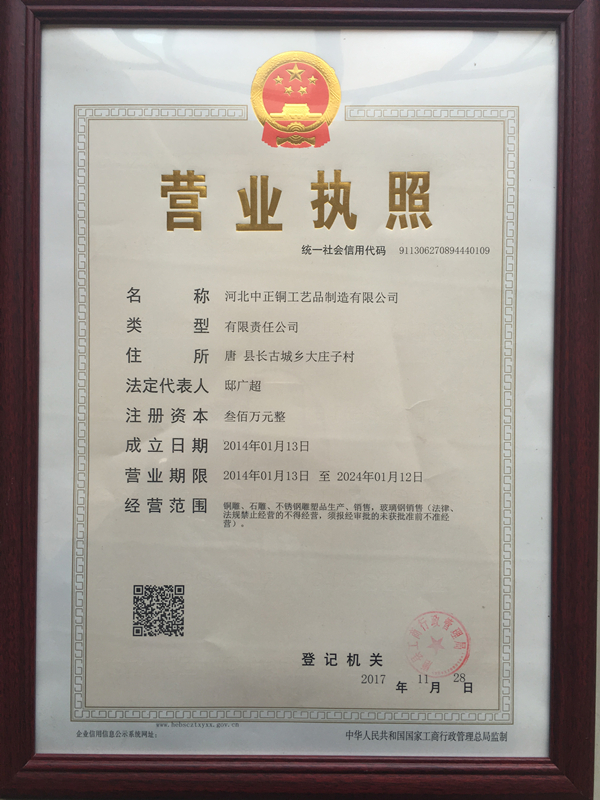 营业执照
统一社会信用代码 911306270894440109
名称 河北中正铜工艺品制造有限公司
类型 有限责任公司
住所 唐 县长古城乡大庄子村
法定代表人 邸广超
注册资本 叁佰万元整
成立日期 2014年01月13日
营业期限 2014年01月13日 至 2024年01月12日
经营范围 铜雕、石雕、不锈钢雕塑品生产、销售，玻璃钢销售（法律、
法规禁止经营的不得经营，须报经审批的未获批准前不准经
营）。
登记机关
2017年11月28日
www.hebscztxyxx.gov.cn
企业信用信息公示系统网址：
中华人民共和国国家工商行政管理总局监制